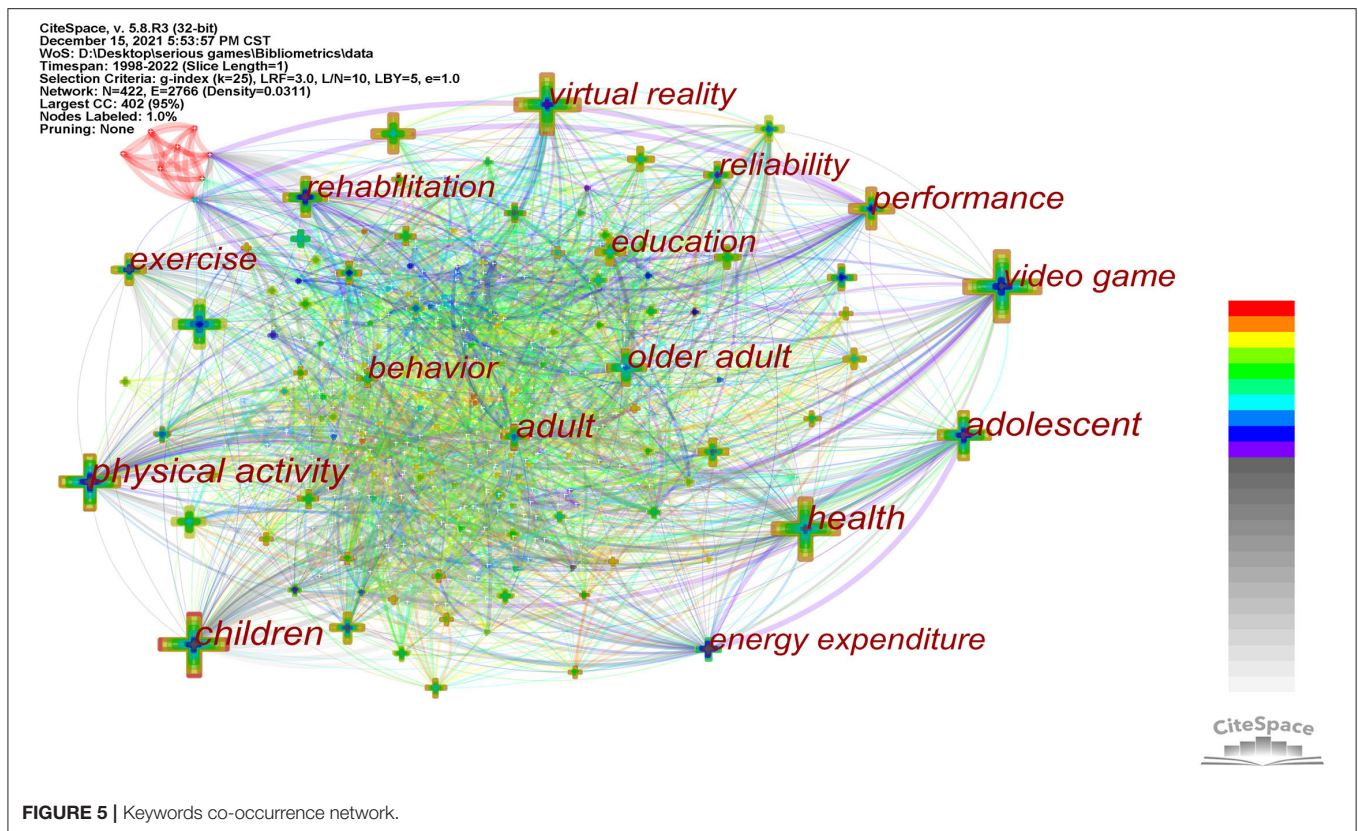 CiteSpace, v. 5.8.R3 (32-bit)
December 15, 2021 5:53:57 PM CST
WoS: D:\Desktop\serious games\Bibliometrics\data
Timespan: 1998-2022 (Slice Length=1)
Selection Criteria: g-index (k=25), LRF=3.0, L/N=10, LBY=5, e=1.0
Network: N=422, E=2766 (Density=0.0311)
Largest CC: 402 (95%)
Nodes Labeled: 1.0%
Pruning: None
virtual reality
reliability
rehabilitation
performance
education
exercise
video game
older adult
behavior
adult
adolescent
physical activity
health
children
energy expenditure
CiteSpace
FIGURE 5 | Keywords co-occurrence network.